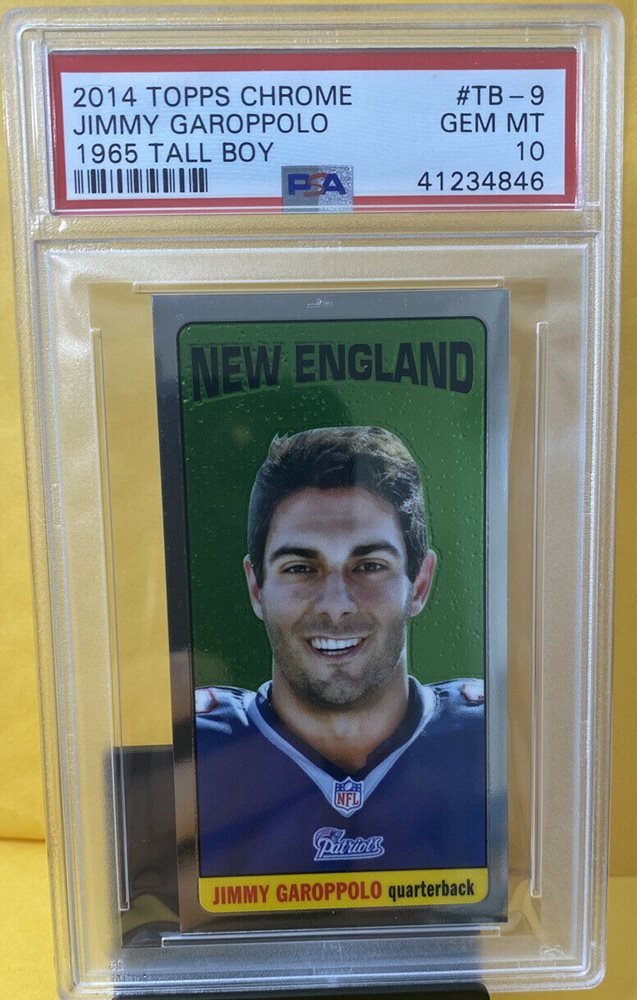 2014 TOPPS CHROME #TB-9
JIMMY GAROPPOLO GEM MT
1965 TALL BOY 10
PSA 41234846
NEW ENGLAND
NFL
Patriots
JIMMY GAROPPOLO quarterback